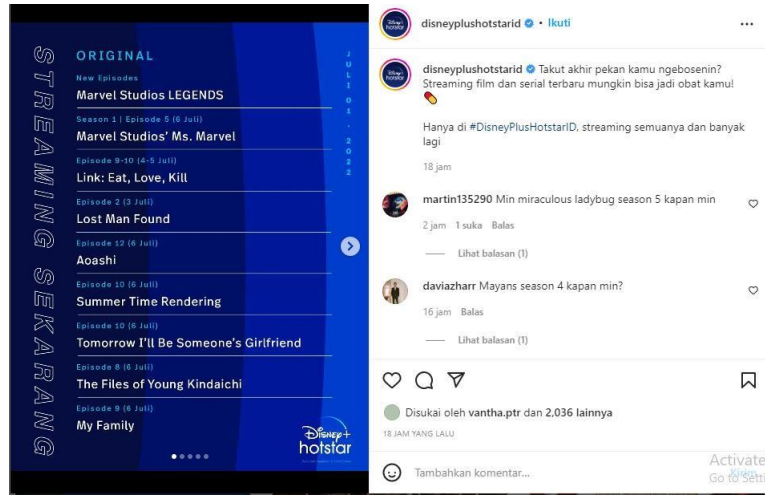 STREAMING SEKARANG
ORIGINAL
JULI 01 · 2022
New Episodes
Marvel Studios LEGENDS
Season 1 | Episode 5 (6 Juli)
Marvel Studios' Ms. Marvel
Episode 9-10 (4-5 Juli)
Link: Eat, Love, Kill
Episode 2 (3 Juli)
Lost Man Found
Episode 12 (6 Juli)
Aoashi
Episode 10 (6 Juli)
Summer Time Rendering
Episode 10 (6 Juli)
Tomorrow I'll Be Someone's Girlfriend
Episode 8 (6 Juli)
The Files of Young Kindaichi
Episode 9 (6 Juli)
My Family
Disney+
hotstar
disneyplushotstarid • Ikuti
disneyplushotstarid Takut akhir pekan kamu ngebosenin?
Streaming film dan serial terbaru mungkin bisa jadi obat kamu!
Hanya di #DisneyPlusHotstarID, streaming semuanya dan banyak
lagi
18 jam
martin135290 Min miraculous ladybug season 5 kapan min
2 jam 1 suka Balas
Lihat balasan (1)
daviazharr Mayans season 4 kapan min?
16 jam Balas
Lihat balasan (1)
Disukai oleh vantha.ptr dan 2,036 lainnya
18 JAM YANG LALU
Tambahkan komentar...
Kirim
Activate
Go to Setti